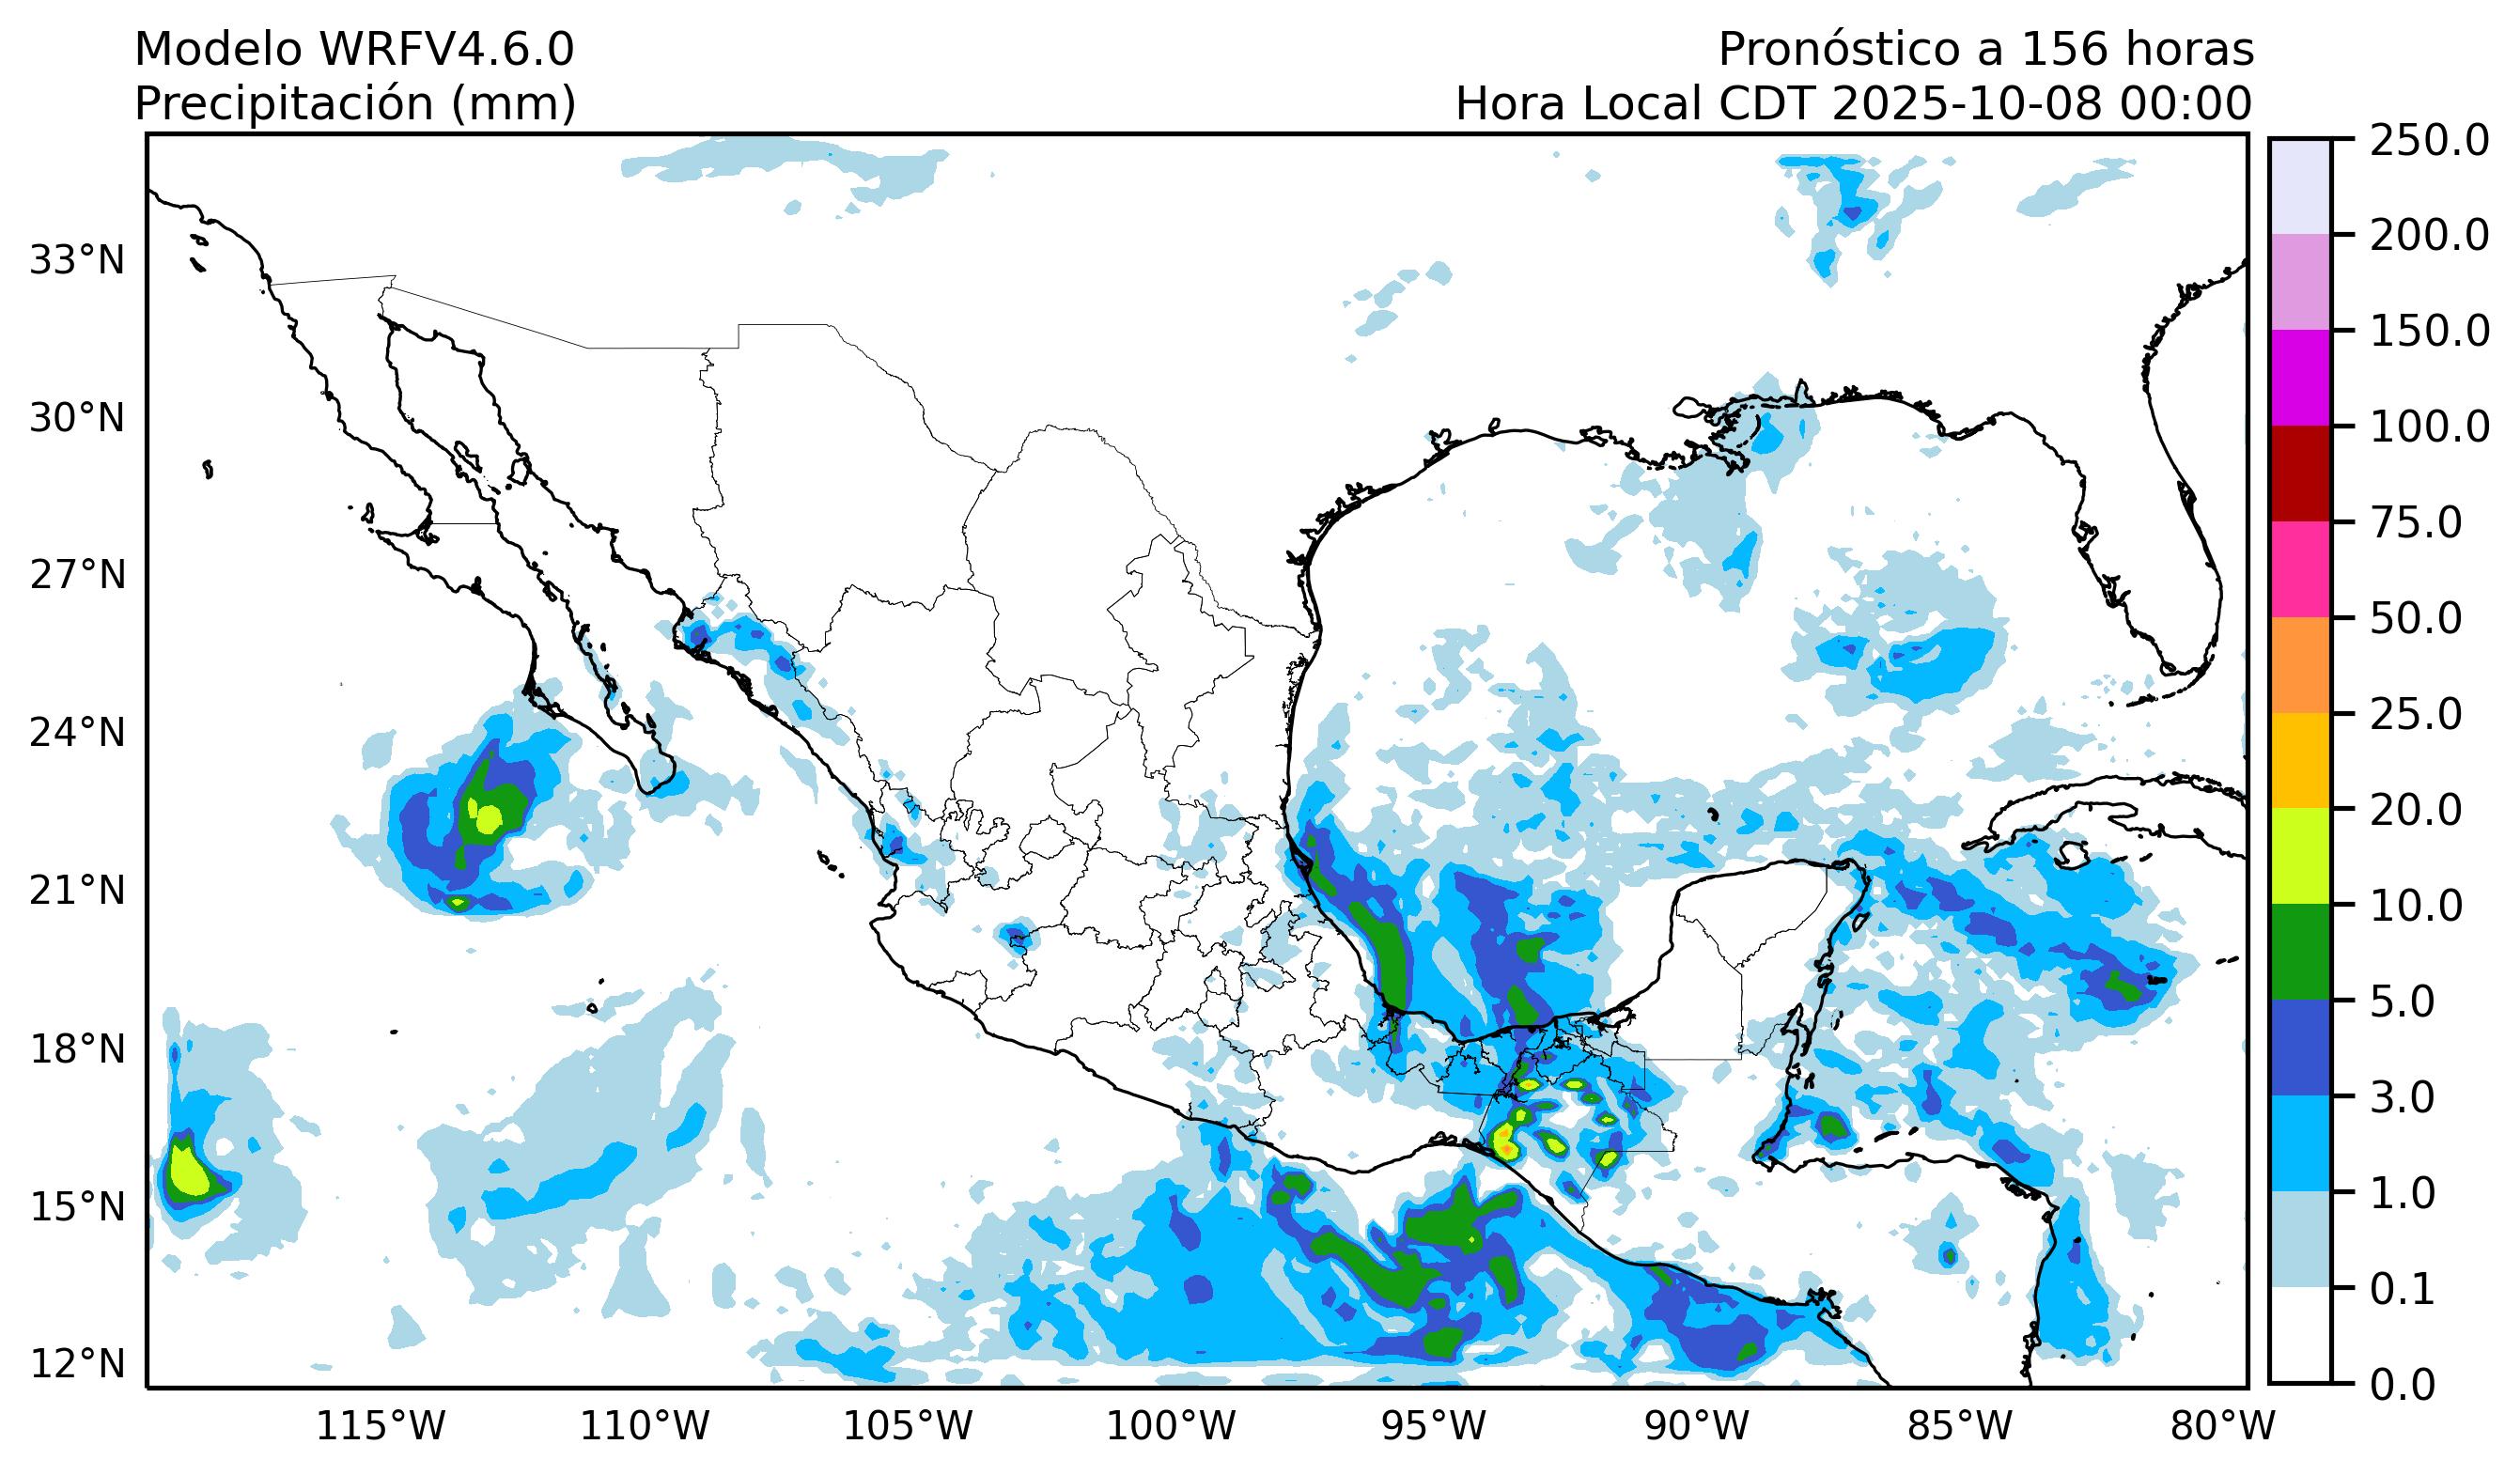 Modelo WRFV4.6.0
Precipitación (mm)
Pronóstico a 156 horas
Hora Local CDT 2025-10-08 00:00
33°N
30°N
27°N
24°N
21°N
18°N
15°N
12°N
115°W
110°W
105°W
100°W
95°W
90°W
85°W
80°W
250.0
200.0
150.0
100.0
75.0
50.0
25.0
20.0
10.0
5.0
3.0
1.0
0.1
0.0